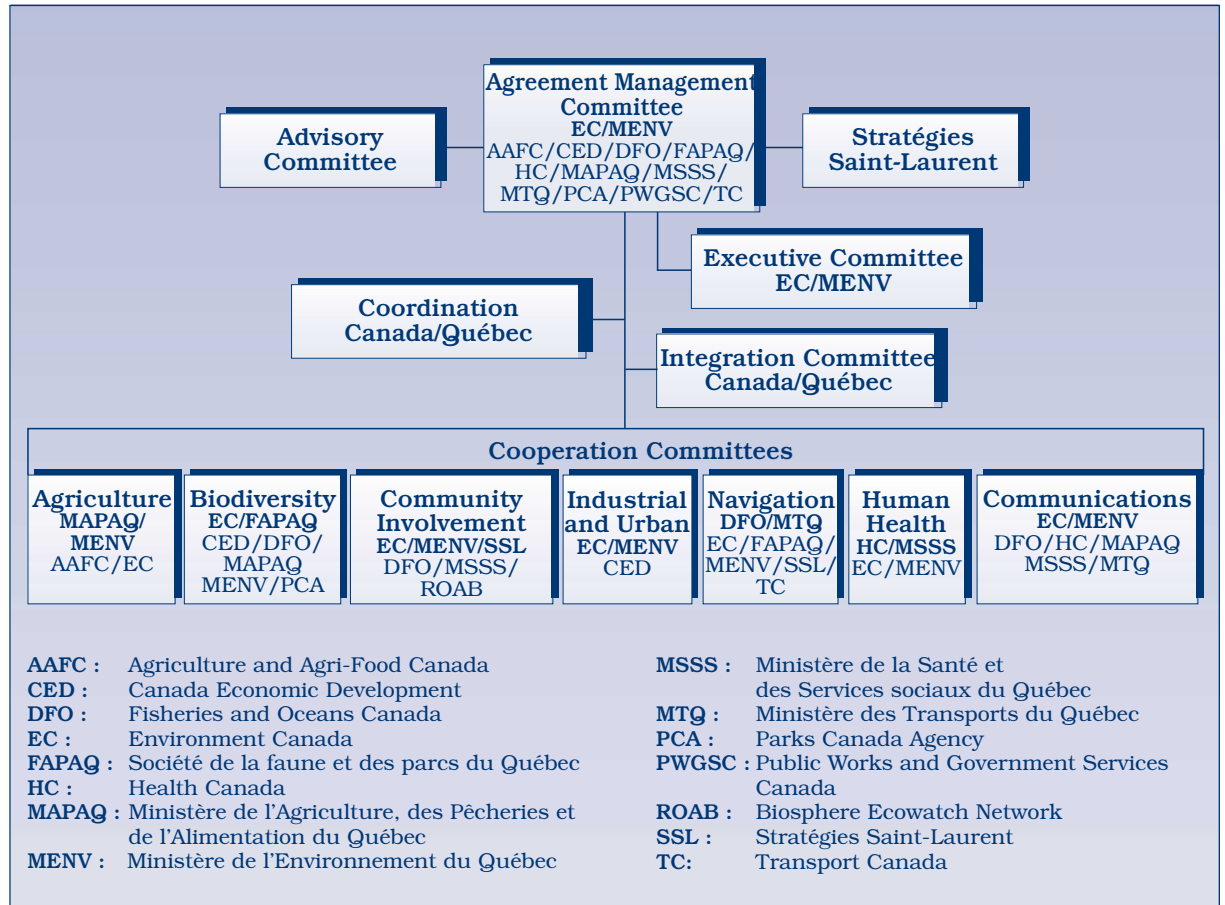 Agreement Management
Committee
EC/MENV
AAFC/CED/DFO/FAPAQ/
HC/MAPAQ/MSSS/
MTQ/PCA/PWGSC/TC
Advisory
Committee
Stratégies
Saint-Laurent
Executive Committee
EC/MENV
Coordination
Canada/Québec
Integration Committee
Canada/Québec
Cooperation Committees
Agriculture
MAPAQ/
MENV
AAFC/EC
Biodiversity
EC/FAPAQ
CED/DFO/
MAPAQ
MENV/PCA
Community
Involvement
EC/MENV/SSL
DFO/MSSS/
ROAB
Industrial
and Urban
EC/MENV
CED
Navigation
DFO/MTQ
EC/FAPAQ/
MENV/SSL/
TC
Human
Health
HC/MSSS
EC/MENV
Communications
EC/MENV
DFO/HC/MAPAQ
MSSS/MTQ
AAFC : Agriculture and Agri-Food Canada
CED : Canada Economic Development
DFO : Fisheries and Oceans Canada
EC : Environment Canada
FAPAQ : Société de la faune et des parcs du Québec
HC : Health Canada
MAPAQ : Ministère de l'Agriculture, des Pêcheries et
de l'Alimentation du Québec
MENV : Ministère de l'Environnement du Québec
MSSS : Ministère de la Santé et
des Services sociaux du Québec
MTQ : Ministère des Transports du Québec
PCA : Parks Canada Agency
PWGSC : Public Works and Government Services
Canada
ROAB : Biosphere Ecowatch Network
SSL : Stratégies Saint-Laurent
TC: Transport Canada